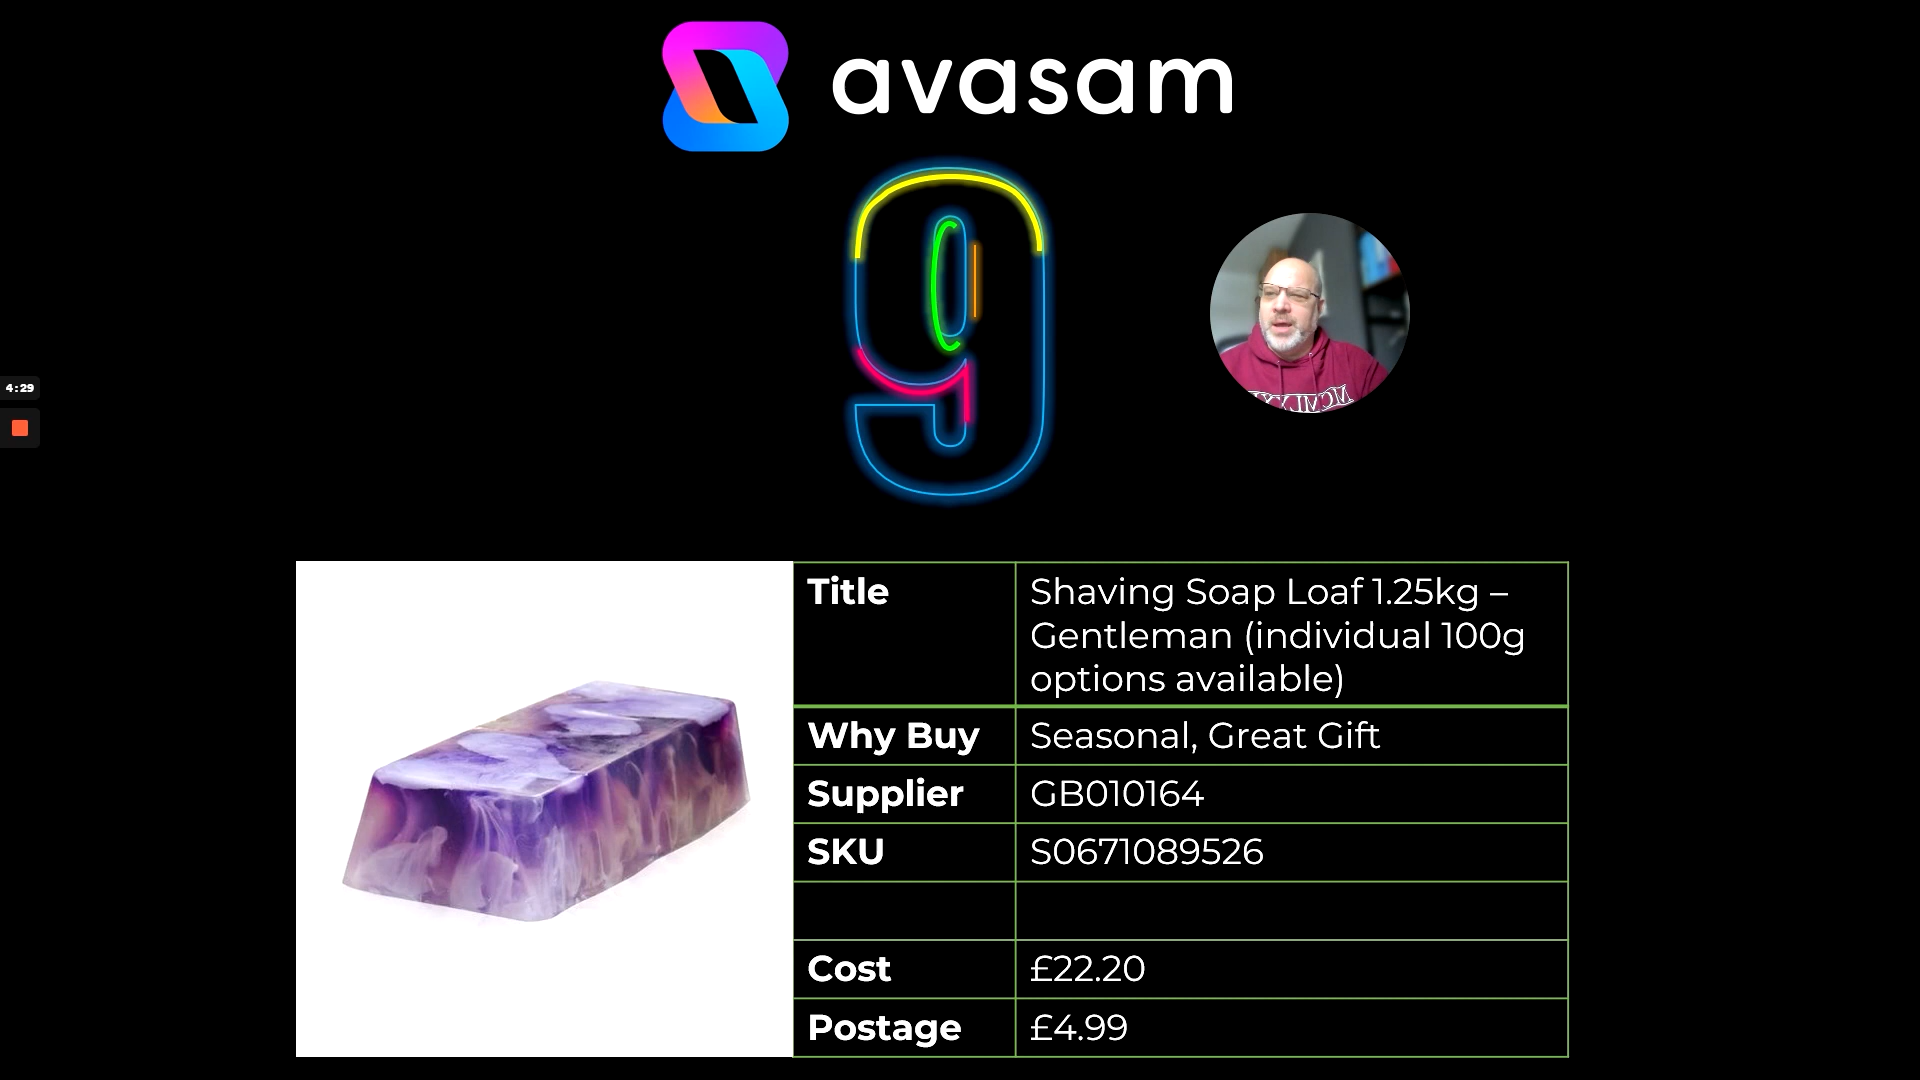 avasam
9
4:29
Title
Shaving Soap Loaf 1.25kg –
Gentleman (individual 100g
options available)
Why Buy
Seasonal, Great Gift
Supplier
GB010164
SKU
S0671089526
Cost
£22.20
Postage
£4.99